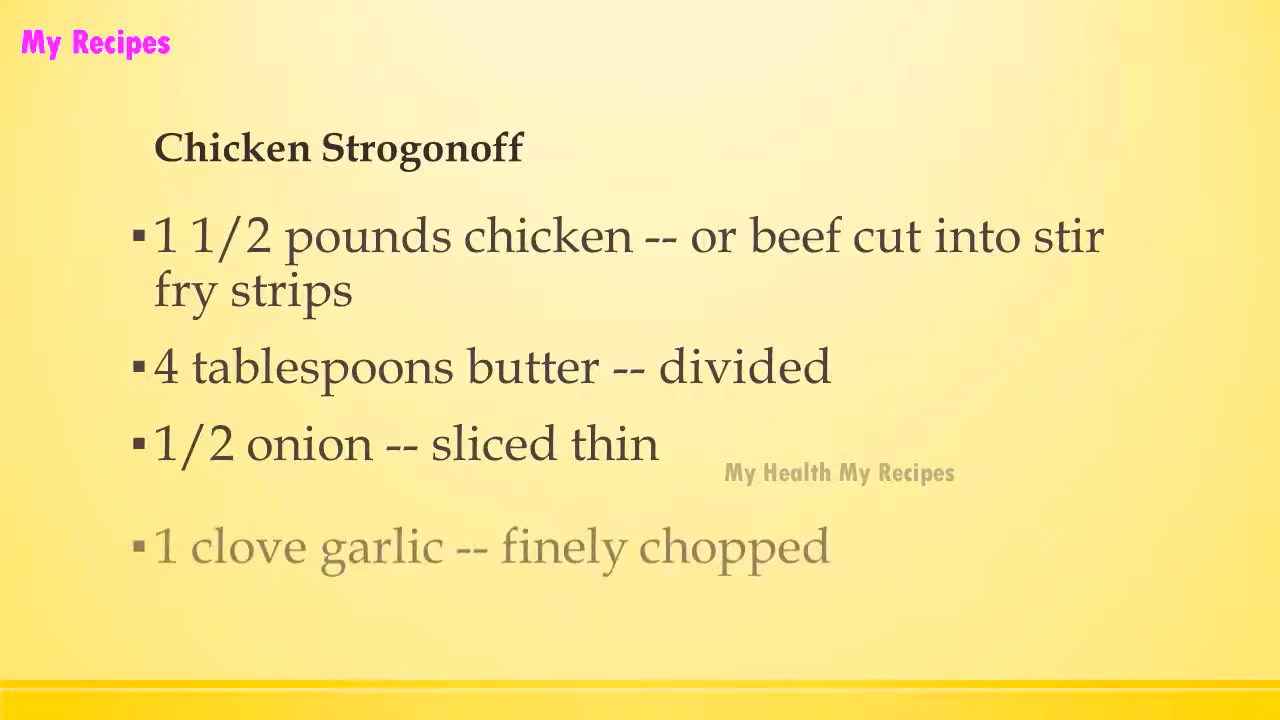 My Recipes
Chicken Strogonoff
▪1 1/2 pounds chicken -- or beef cut into stir
fry strips
▪4 tablespoons butter -- divided
▪1/2 onion -- sliced thin
My Health My Recipes
▪1 clove garlic -- finely chopped